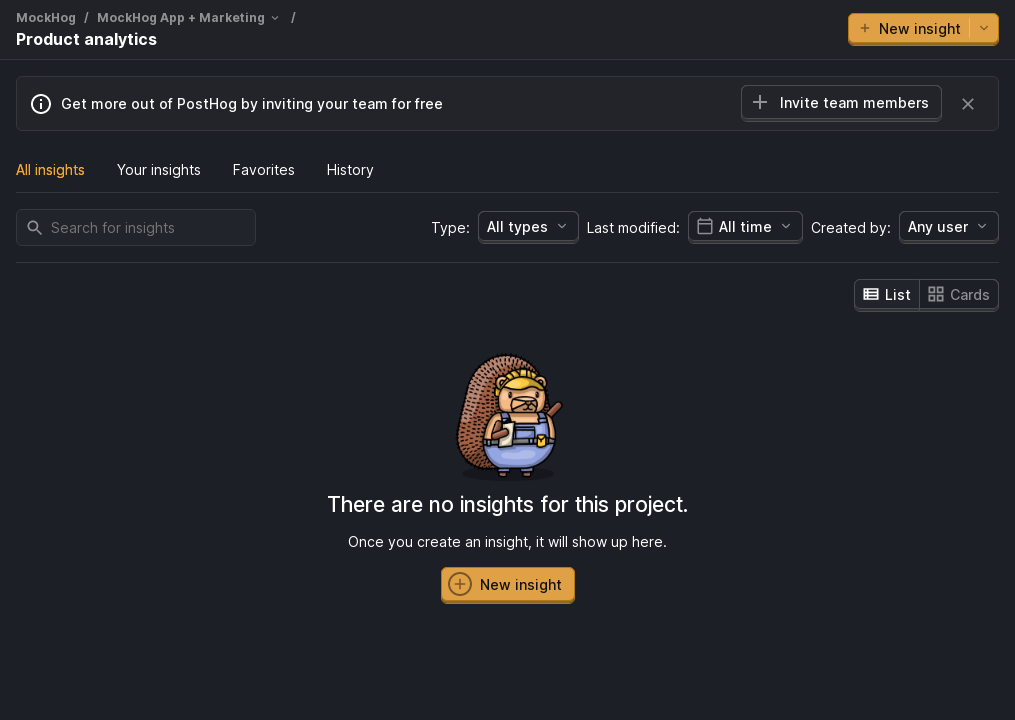 MockHog / MockHog App + Marketing /
Product analytics
New insight
Get more out of PostHog by inviting your team for free
Invite team members
All insights Your insights Favorites History
Search for insights
Type: All types Last modified: All time Created by: Any user
List Cards
There are no insights for this project.
Once you create an insight, it will show up here.
New insight